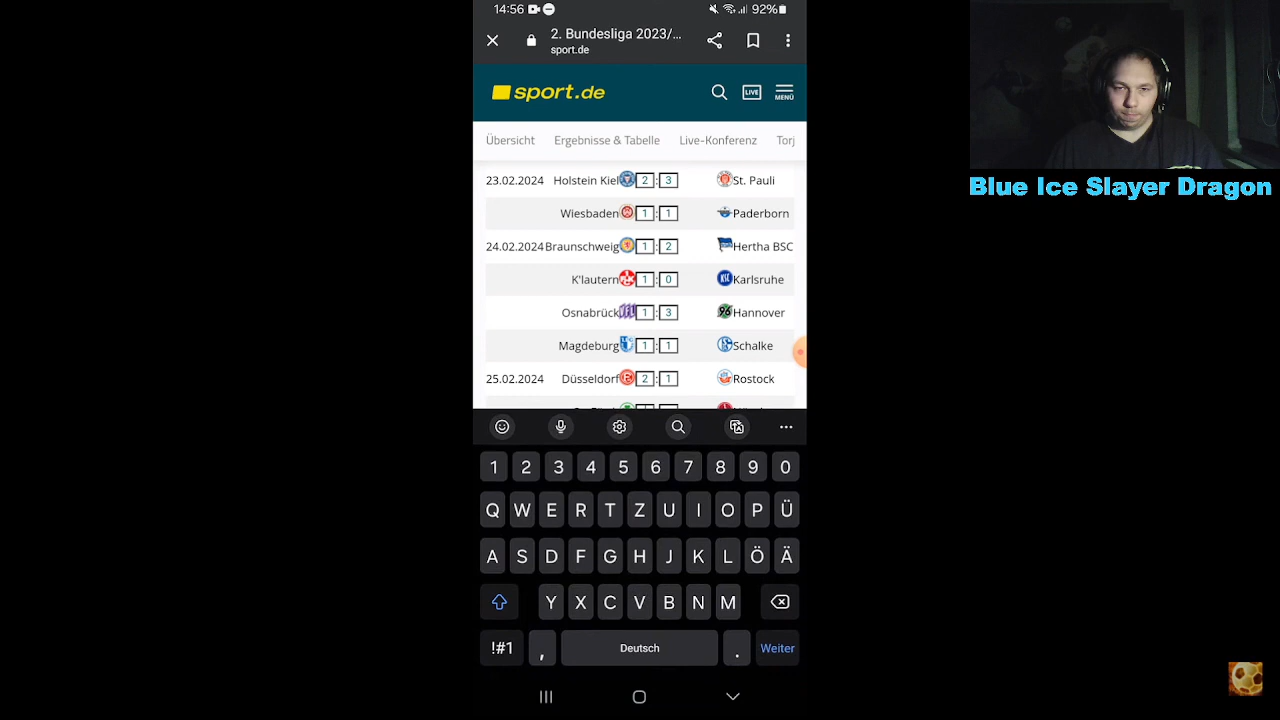 14:56 92%
2. Bundesliga 2023/...
sport.de
sport.de LIVE MENÜ
Übersicht Ergebnisse & Tabelle Live-Konferenz Torj
23.02.2024 Holstein Kiel 2 : 3 St. Pauli
Wiesbaden 1 : 1 Paderborn
24.02.2024 Braunschweig 1 : 2 Hertha BSC
K'lautern 1 : 0 Karlsruhe
Osnabrück 1 : 3 Hannover
Magdeburg 1 : 1 Schalke
25.02.2024 Düsseldorf 2 : 1 Rostock
1 2 3 4 5 6 7 8 9 0
Q W E R T Z U I O P Ü
A S D F G H J K L Ö Ä
Y X C V B N M
!#1 , Deutsch . Weiter
Blue Ice Slayer Dragon